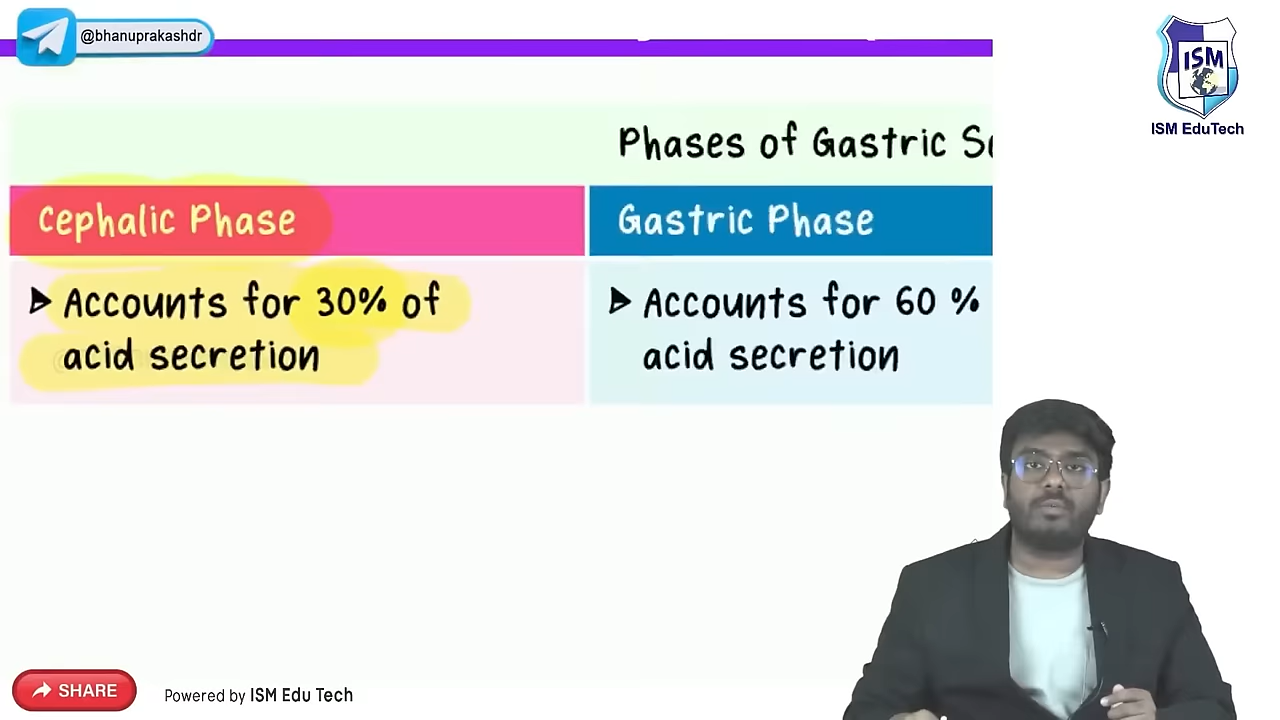 @bhanuprakashdr
ISM
ISM EduTech
Phases of Gastric
Cephalic Phase
Gastric Phase
Accounts for 30% of
acid secretion
Accounts for 60 %
acid secretion
SHARE
Powered by ISM Edu Tech